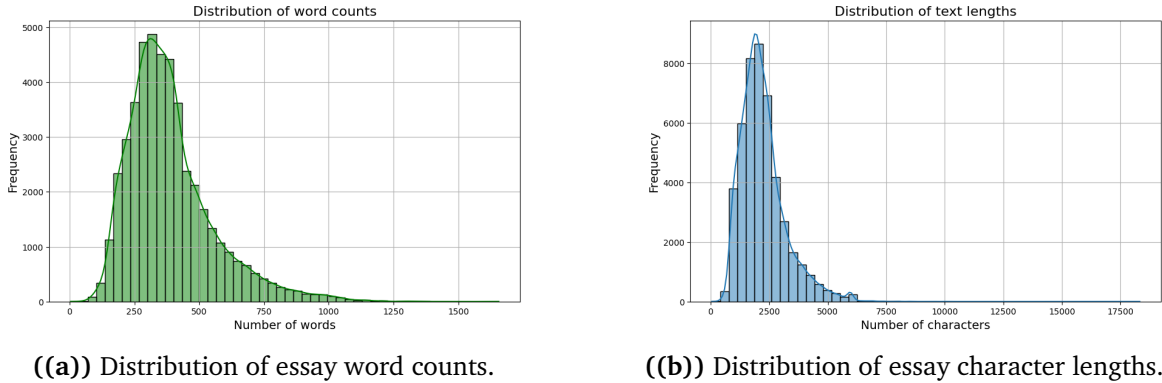 Distribution of word counts
5000
4000
3000
2000
1000
0
Frequency
0 250 500 750 1000 1250 1500
Number of words
((a)) Distribution of essay word counts.
Distribution of text lengths
8000
6000
4000
2000
0
Frequency
0 2500 5000 7500 10000 12500 15000 17500
Number of characters
((b)) Distribution of essay character lengths.